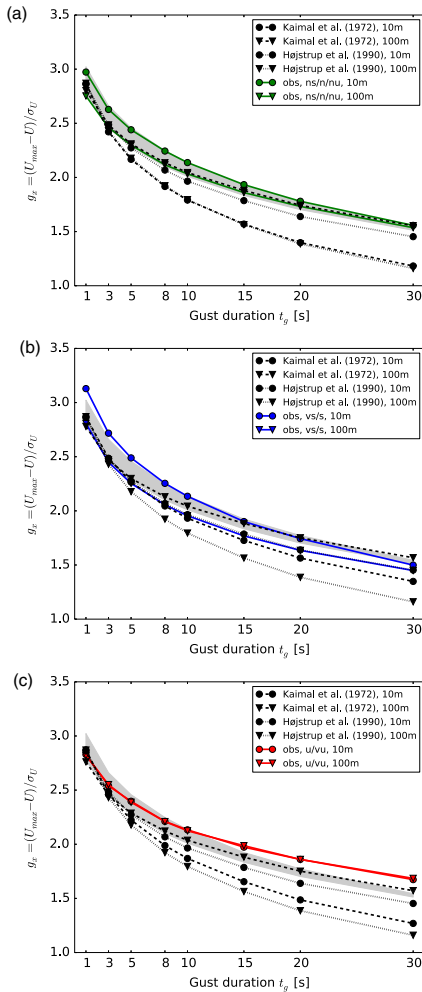 (a)
3.5
3.0
2.5
2.0
1.5
1.0
g_x = (U_max − U)/σ_U
Kaimal et al. (1972), 10m
Kaimal et al. (1972), 100m
Højstrup et al. (1990), 10m
Højstrup et al. (1990), 100m
obs, ns/n/nu, 10m
obs, ns/n/nu, 100m
1 3 5 8 10 15 20 30
Gust duration t_g [s]
(b)
3.5
3.0
2.5
2.0
1.5
1.0
g_x = (U_max − U)/σ_U
Kaimal et al. (1972), 10m
Kaimal et al. (1972), 100m
Højstrup et al. (1990), 10m
Højstrup et al. (1990), 100m
obs, vs/s, 10m
obs, vs/s, 100m
1 3 5 8 10 15 20 30
Gust duration t_g [s]
(c)
3.5
3.0
2.5
2.0
1.5
1.0
g_x = (U_max − U)/σ_U
Kaimal et al. (1972), 10m
Kaimal et al. (1972), 100m
Højstrup et al. (1990), 10m
Højstrup et al. (1990), 100m
obs, u/vu, 10m
obs, u/vu, 100m
1 3 5 8 10 15 20 30
Gust duration t_g [s]